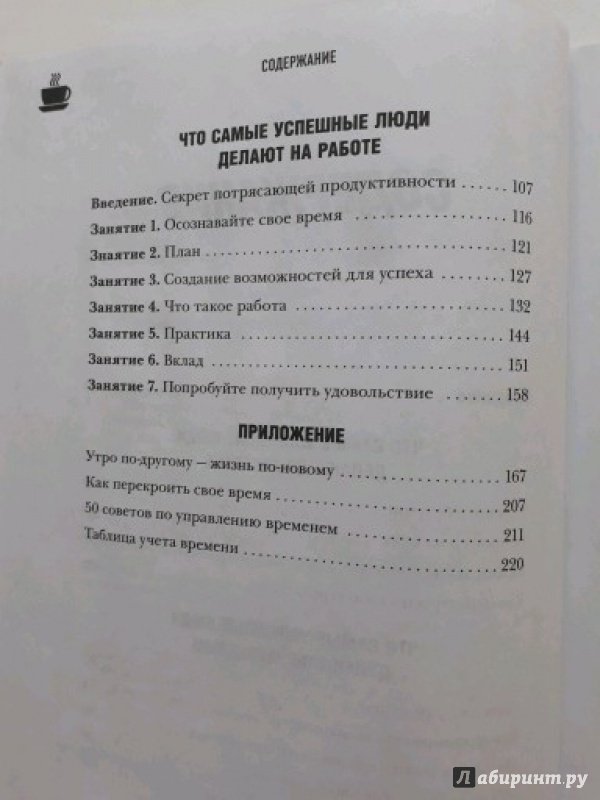 СОДЕРЖАНИЕ
ЧТО САМЫЕ УСПЕШНЫЕ ЛЮДИ
ДЕЛАЮТ НА РАБОТЕ
Введение. Секрет потрясающей продуктивности ...... 107
Занятие 1. Осознавайте свое время ...... 116
Знаятие 2. План ...... 121
Занятие 3. Создание возможностей для успеха ...... 127
Занятие 4. Что такое работа ...... 132
Занятие 5. Практика ...... 144
Занятие 6. Вклад ...... 151
Занятие 7. Попробуйте получить удовольствие ...... 158
ПРИЛОЖЕНИЕ
Утро по-другому — жизнь по-новому ...... 167
Как перекроить свое время ...... 207
50 советов по управлению временем ...... 211
Таблица учета времени ...... 220
Лабиринт.ру